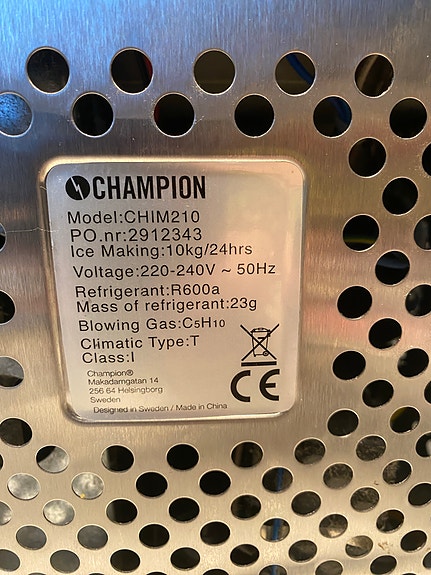 CHAMPION
Model:CHIM210
PO.nr:2912343
Ice Making:10kg/24hrs
Voltage:220-240V ~ 50Hz
Refrigerant:R600a
Mass of refrigerant:23g
Blowing Gas:C5H10
Climatic Type:T
Class:I
Champion®
Makadamgatan 14
256 64 Helsingborg
Sweden
Designed in Sweden / Made in China
CE